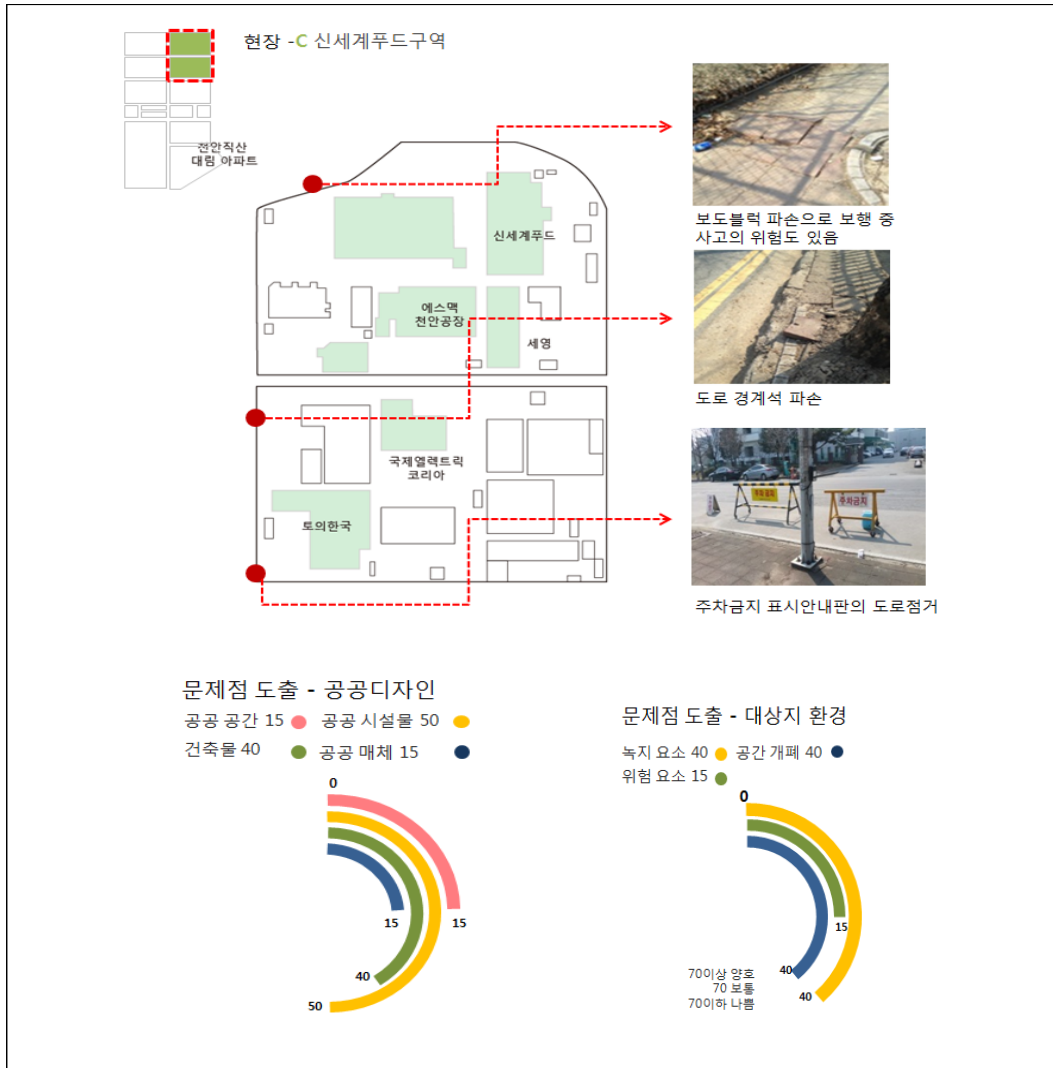 현장 -C 신세계푸드구역
천안직산
대림 아파트
신세계푸드
에스맥
천안공장
세영
국제엘렉트릭
코리아
토의한국
보도블럭 파손으로 보행 중
사고의 위험도 있음
도로 경계석 파손
주차금지
주차금지
주차금지 표시안내판의 도로점거
문제점 도출 - 공공디자인
공공 공간 15 공공 시설물 50
건축물 40 공공 매체 15
0
15
15
40
50
문제점 도출 - 대상지 환경
녹지 요소 40 공간 개폐 40
위험 요소 15
0
15
40
40
70이상 양호
70 보통
70이하 나쁨